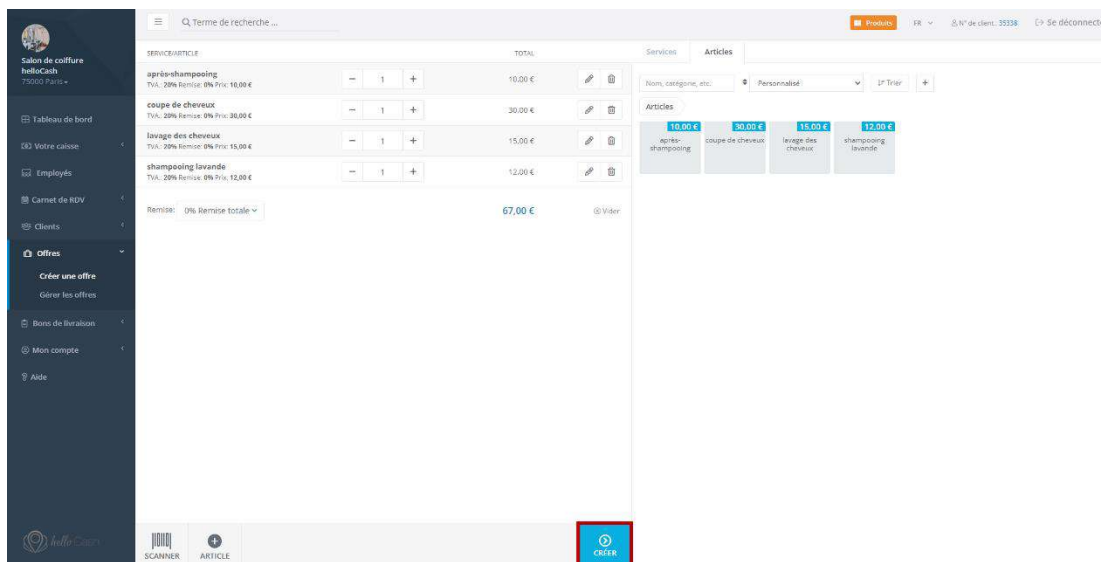 Terme de recherche ...
Produits
FR
N° de client.: 35338
Se déconnecte
Salon de coiffure
helloCash
75000 Paris
Tableau de bord
Votre caisse
Employés
Carnet de RDV
Clients
Offres
Créer une offre
Gérer les offres
Bons de livraison
Mon compte
Aide
hello Cash
SERVICE/ARTICLE TOTAL
après-shampooing
TVA.: 20% Remise: 0% Prix: 10,00 €
1 10,00 €
coupe de cheveux
TVA.: 20% Remise: 0% Prix: 30,00 €
1 30,00 €
lavage des cheveux
TVA.: 20% Remise: 0% Prix: 15,00 €
1 15,00 €
shampooing lavande
TVA.: 20% Remise: 0% Prix: 12,00 €
1 12,00 €
Remise: 0% Remise totale 67,00 € Vider
SCANNER
ARTICLE
CRÉER
Services Articles
Nom, catégorie, etc. Personnalisé Trier +
Articles
10,00 €
après-
shampooing
30,00 €
coupe de cheveux
15,00 €
lavage des
cheveux
12,00 €
shampooing
lavande